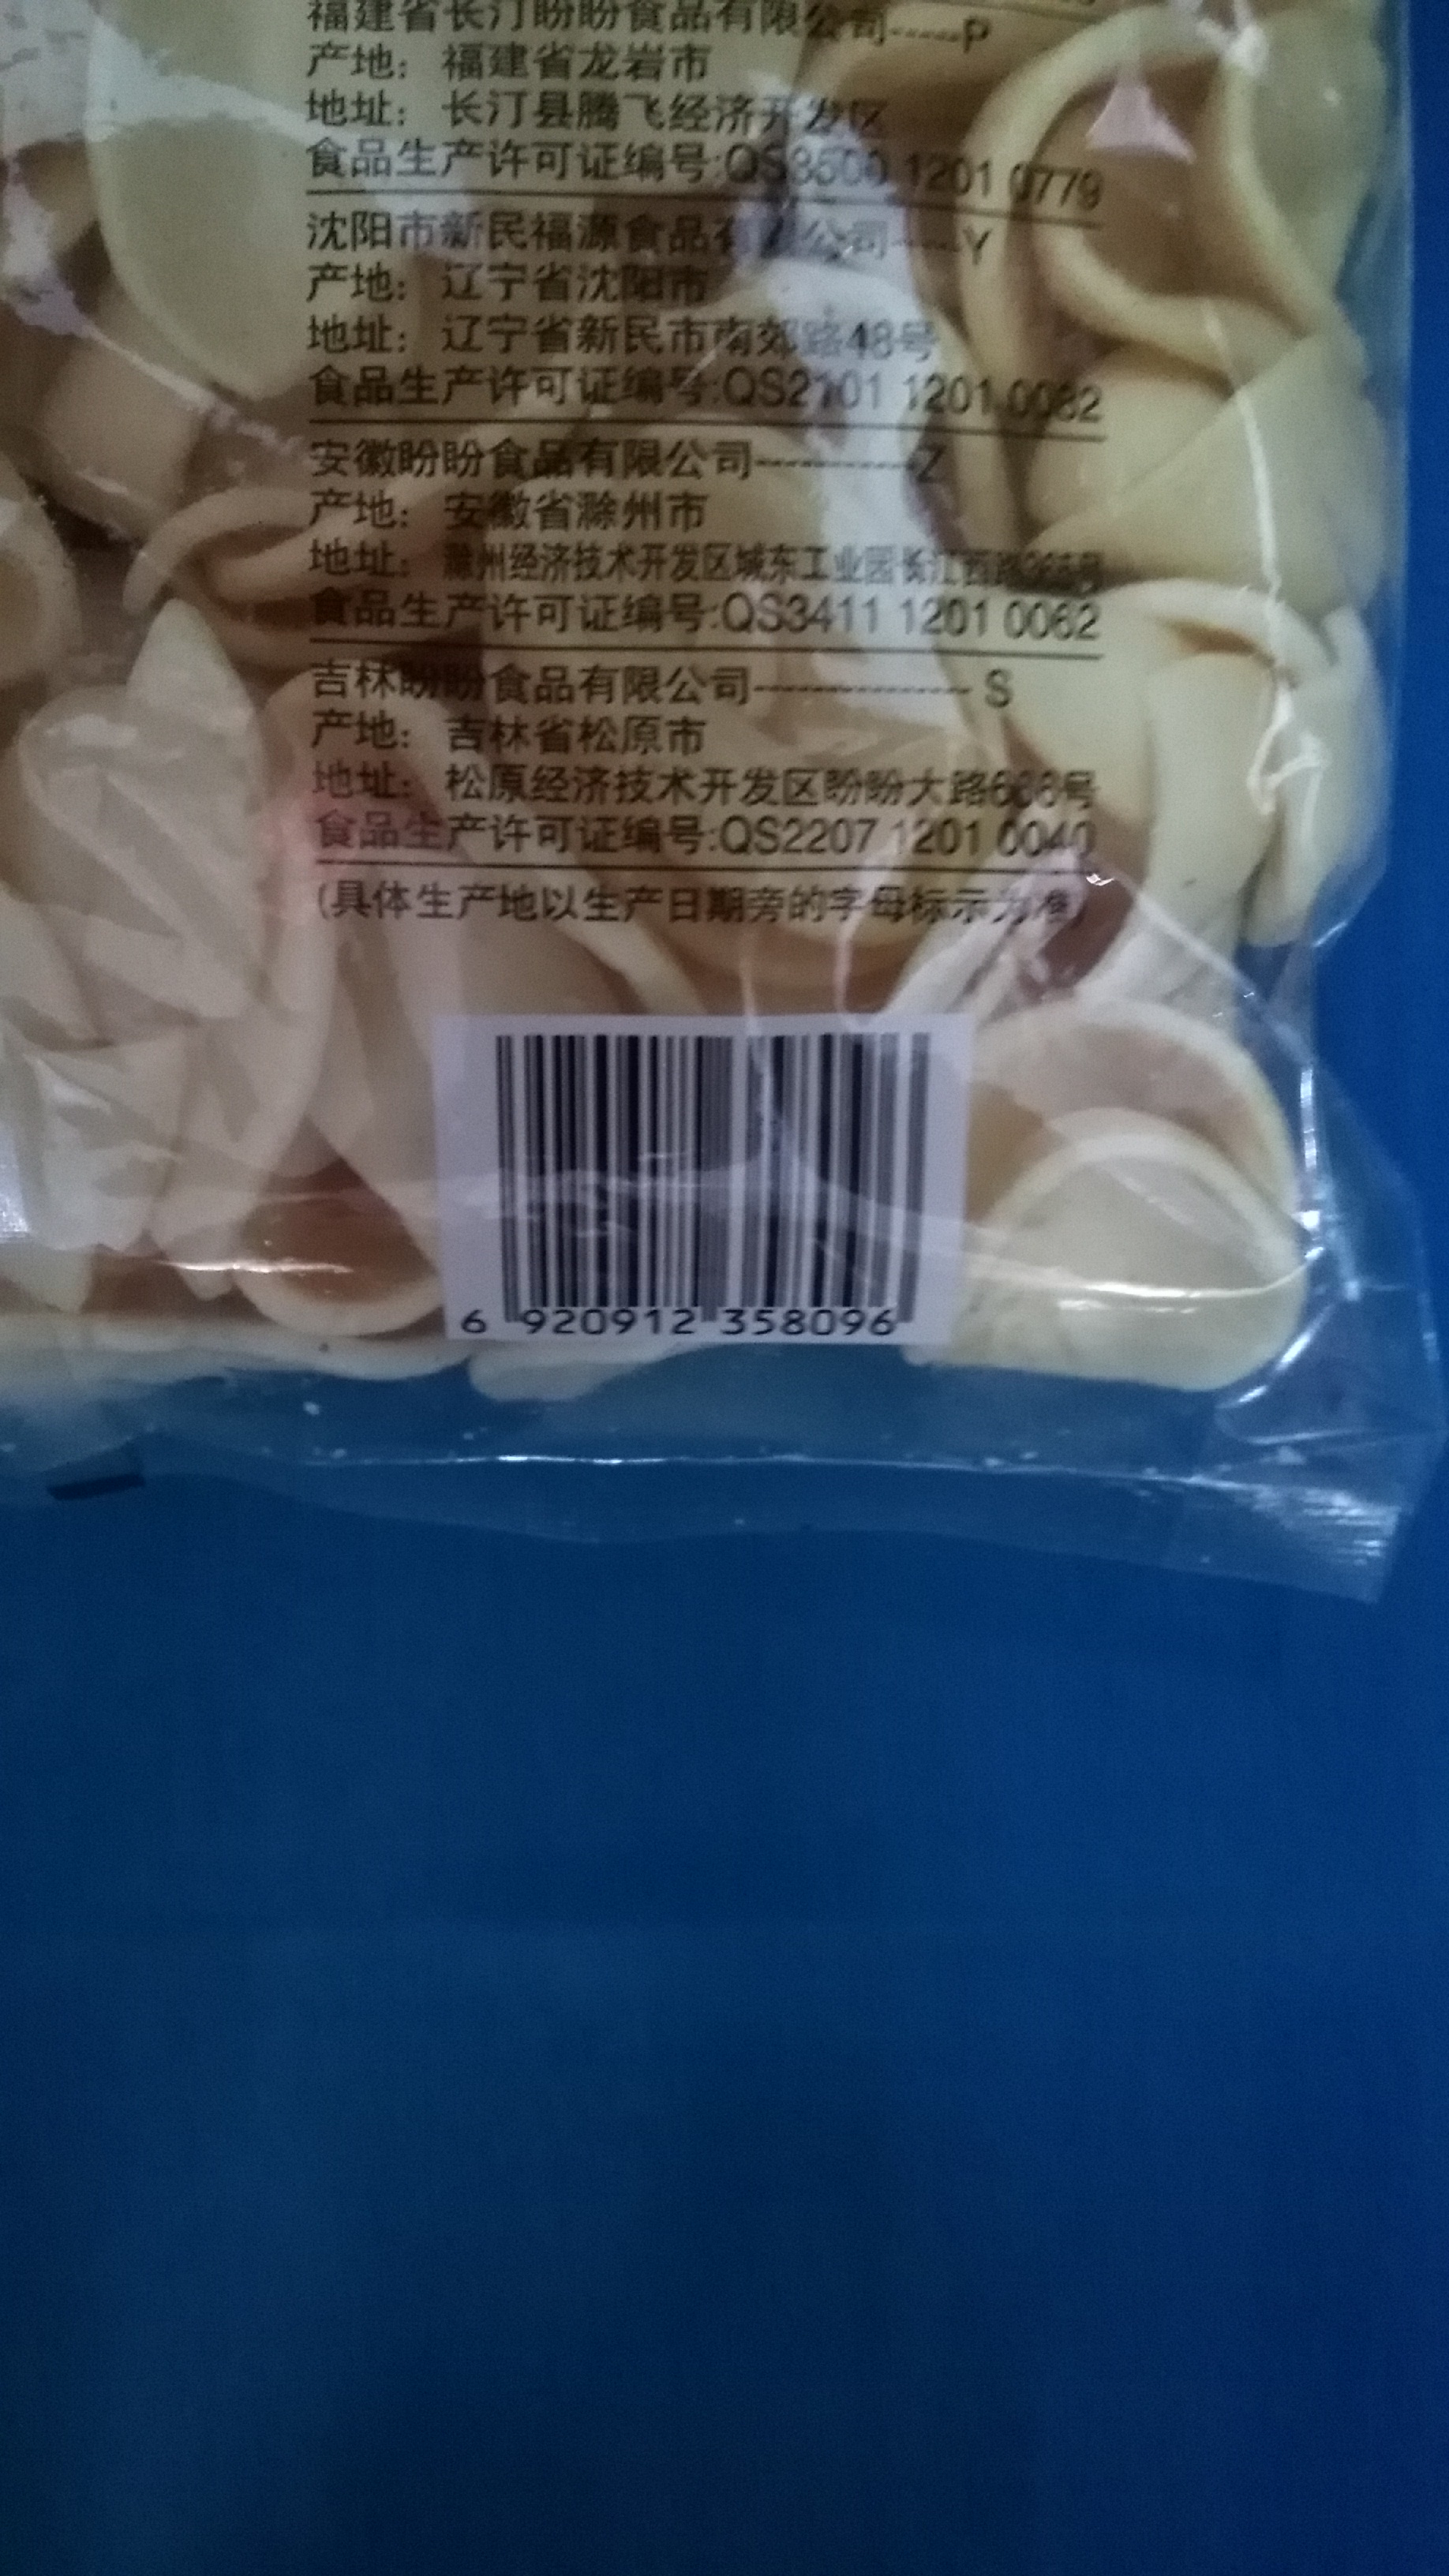 福建省长汀盼盼食品有限公司------P
产地：福建省龙岩市
地址：长汀县腾飞经济开发区
食品生产许可证编号:QS3500 1201 0779
沈阳市新民福源食品有限公司-----Y
产地：辽宁省沈阳市
地址：辽宁省新民市南郊路48号
食品生产许可证编号:QS2101 1201 0032
安徽盼盼食品有限公司-----------Z
产地：安徽省滁州市
地址：滁州经济技术开发区城东工业园长江西路
食品生产许可证编号:QS3411 1201 0062
吉林盼盼食品有限公司--------------- S
产地：吉林省松原市
地址：松原经济技术开发区盼盼大路
食品生产许可证编号:QS2207 1201 0040
(具体生产地以生产日期旁的字母标示为准)
6 920912 358096